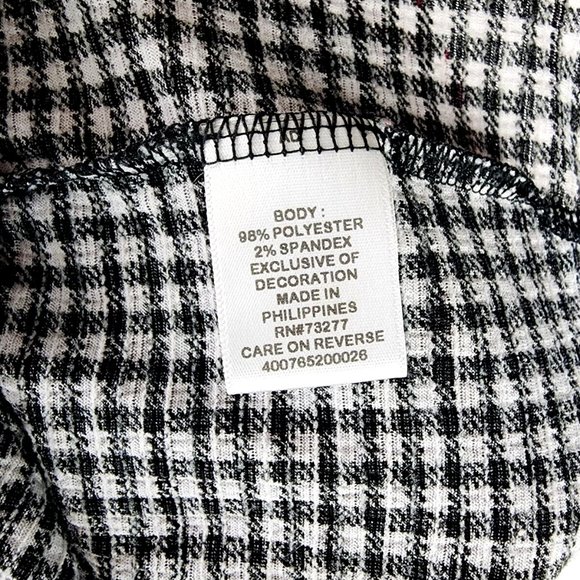 BODY :
98% POLYESTER
2% SPANDEX
EXCLUSIVE OF
DECORATION
MADE IN
PHILIPPINES
RN#73277
CARE ON REVERSE
400765200026